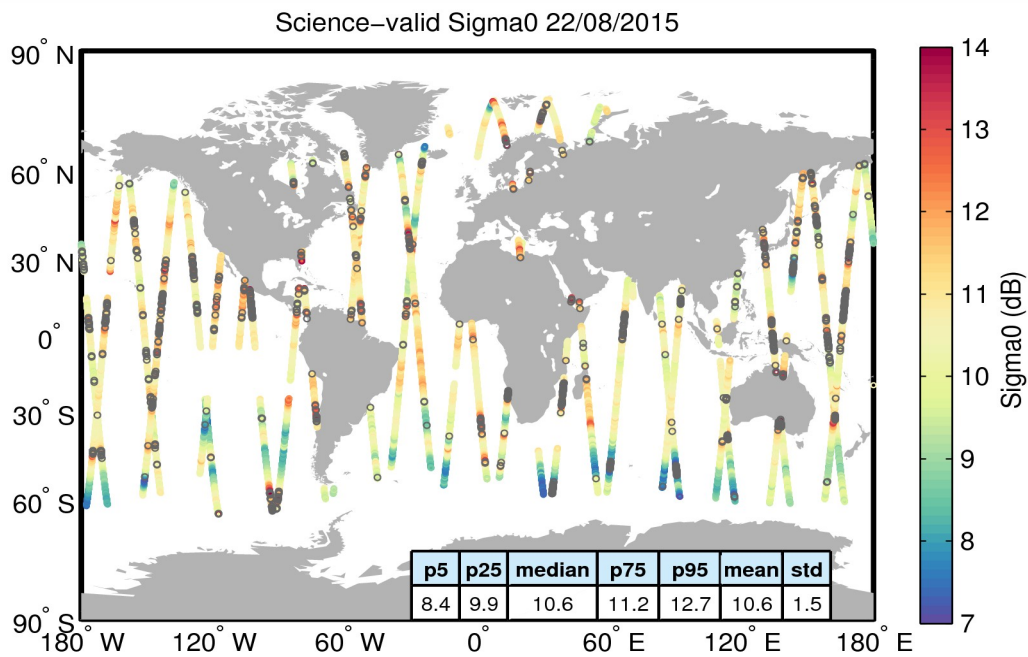 Science−valid Sigma0 22/08/2015
90° N
60° N
30° N
0°
30° S
60° S
90° S
180° W
120° W
60° W
0°
60° E
120° E
180° E
p5 p25 median p75 p95 mean std
8.4 9.9 10.6 11.2 12.7 10.6 1.5
14
13
12
11
10
9
8
7
Sigma0 (dB)